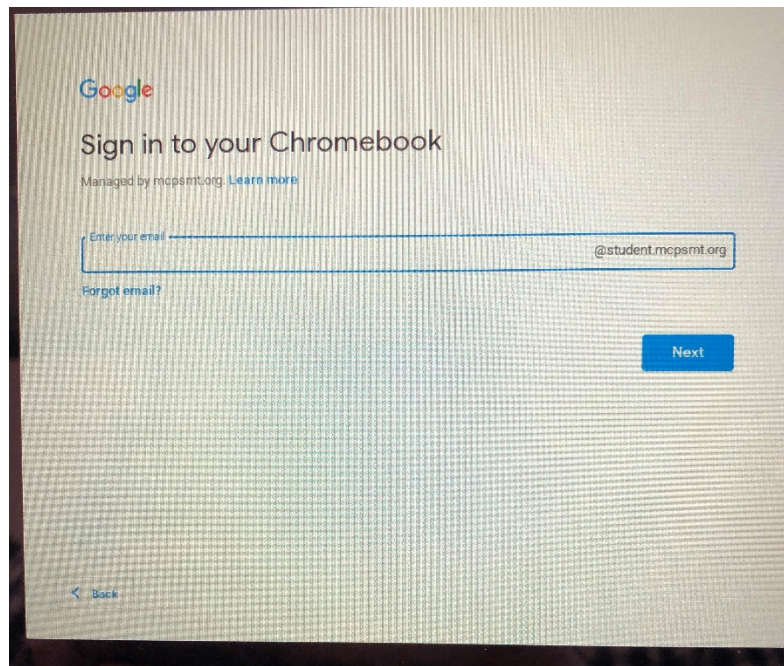 Google
Sign in to your Chromebook
Managed by mcpsmt.org. Learn more
Enter your email
@student.mcpsmt.org
Forgot email?
Next
< Back